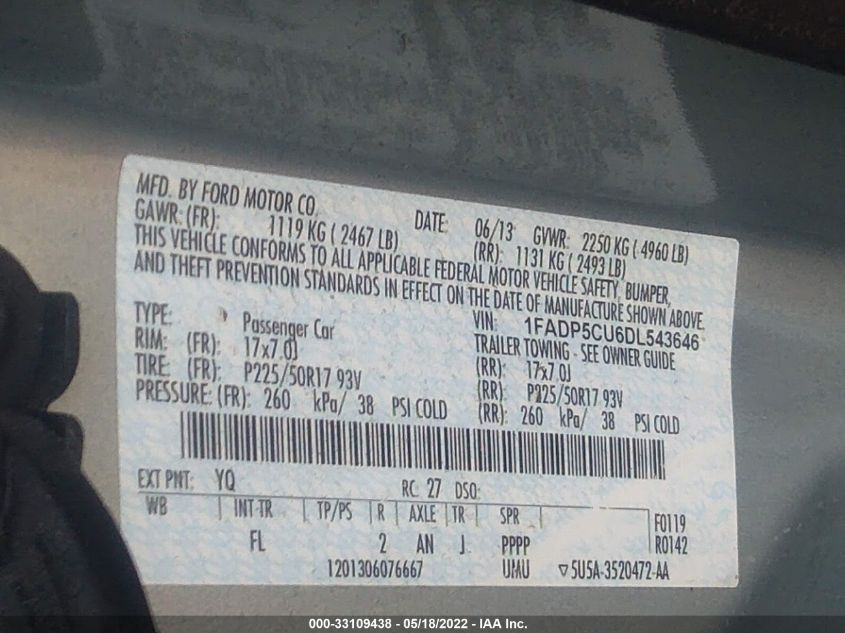 MFD. BY FORD MOTOR CO.
DATE: 06/13 GVWR: 2250 KG ( 4960 LB)
GAWR: (FR): 1119 KG ( 2467 LB) (RR): 1131 KG ( 2493 LB)
THIS VEHICLE CONFORMS TO ALL APPLICABLE FEDERAL MOTOR VEHICLE SAFETY, BUMPER,
AND THEFT PREVENTION STANDARDS IN EFFECT ON THE DATE OF MANUFACTURE SHOWN ABOVE.
VIN: 1FADP5CU6DL543646
TYPE: Passenger Car TRAILER TOWING - SEE OWNER GUIDE
RIM: (FR): 17x7.0J (RR): 17x7.0J
TIRE: (FR): P225/50R17 93V (RR): P225/50R17 93V
PRESSURE: (FR): 260 kPa/ 38 PSI COLD (RR): 260 kPa/ 38 PSI COLD
EXT PNT: YQ RC: 27 DSO:
WB INT TR TP/PS R AXLE TR SPR F0119
FL 2 AN J PPPP R0142
1201306076667 UMU ▽5U5A-3520472-AA
000-33109438 - 05/18/2022 - IAA Inc.